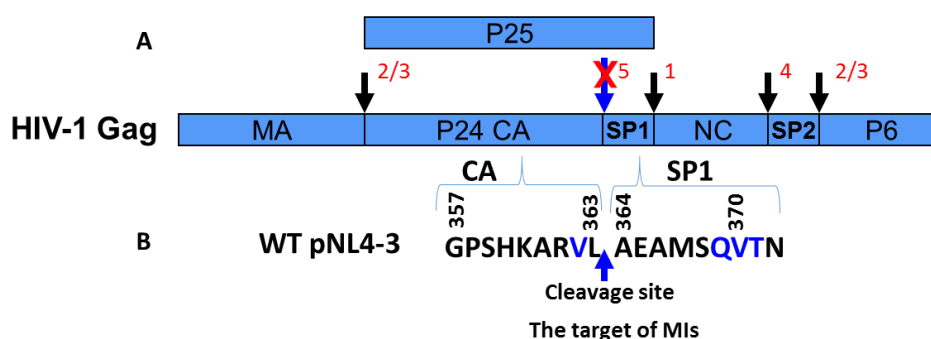 A
P25
2/3
X
5
1
4
2/3
HIV-1 Gag
MA
P24 CA
SP1
NC
SP2
P6
CA
SP1
357
363
364
370
B
WT pNL4-3
GPSHKARVL
AEAMSQVTN
Cleavage site
The target of MIs